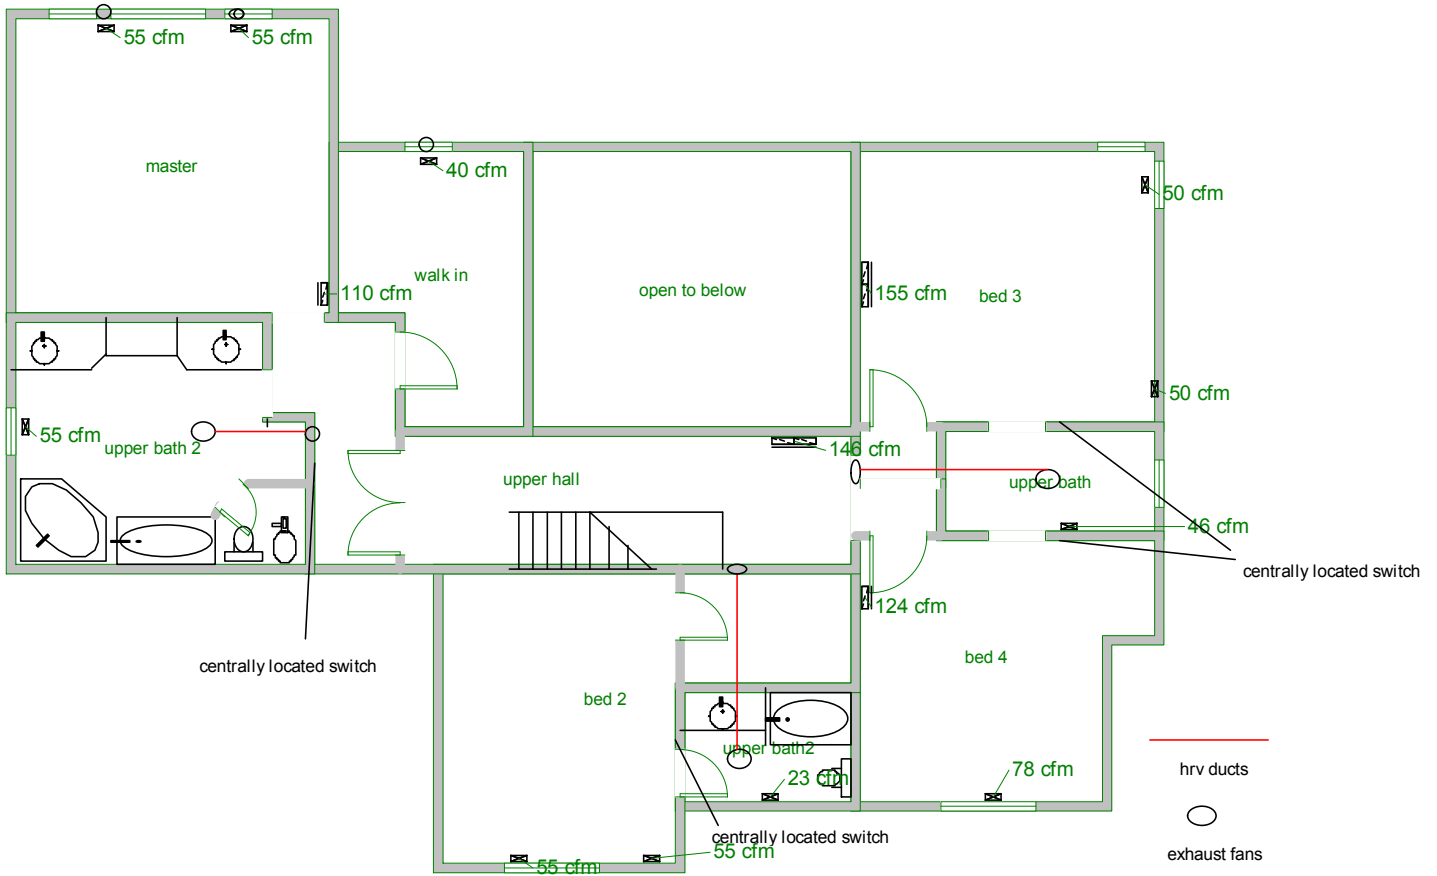 55 cfm
55 cfm
master
40 cfm
50 cfm
walk in
open to below
110 cfm
155 cfm
bed 3
50 cfm
55 cfm
upper bath 2
146 cfm
upper hall
upper bath
46 cfm
centrally located switch
124 cfm
centrally located switch
bed 4
bed 2
upper bath2
23 cfm
78 cfm
hrv ducts
centrally located switch
55 cfm
55 cfm
exhaust fans